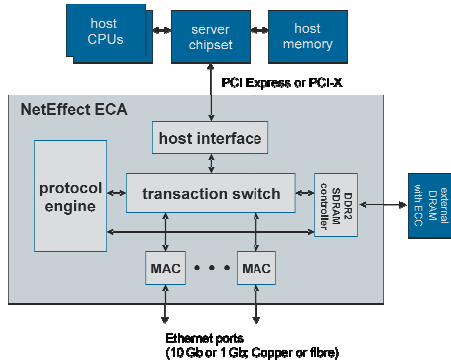 host
CPUs
server
chipset
host
memory
PCI Express or PCI-X
NetEffect ECA
host interface
protocol
engine
transaction switch
DDR2
SDRAM
controller
external
DRAM
with ECC
MAC
• • •
MAC
Ethernet ports
(10 Gb or 1 Gb; Copper or fibre)